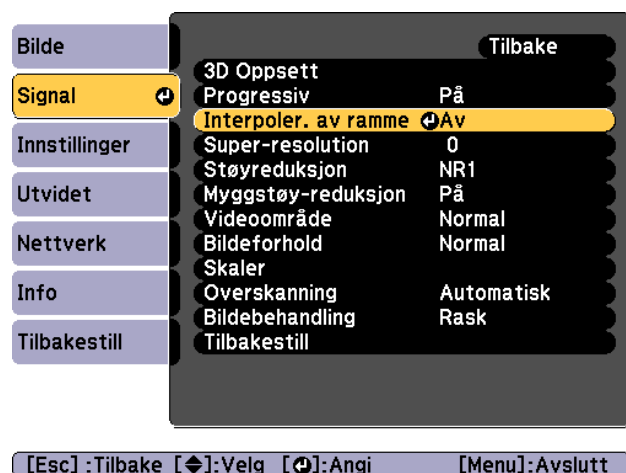 Bilde
Signal
Innstillinger
Utvidet
Nettverk
Info
Tilbakestill
Tilbake
3D Oppsett
Progressiv På
Interpoler. av ramme Av
Super-resolution 0
Støyreduksjon NR1
Myggstøy-reduksjon På
Videoområde Normal
Bildeforhold Normal
Skaler
Overskanning Automatisk
Bildebehandling Rask
Tilbakestill
[Esc] :Tilbake [◆]:Velg [⏎]:Angi [Menu]:Avslutt